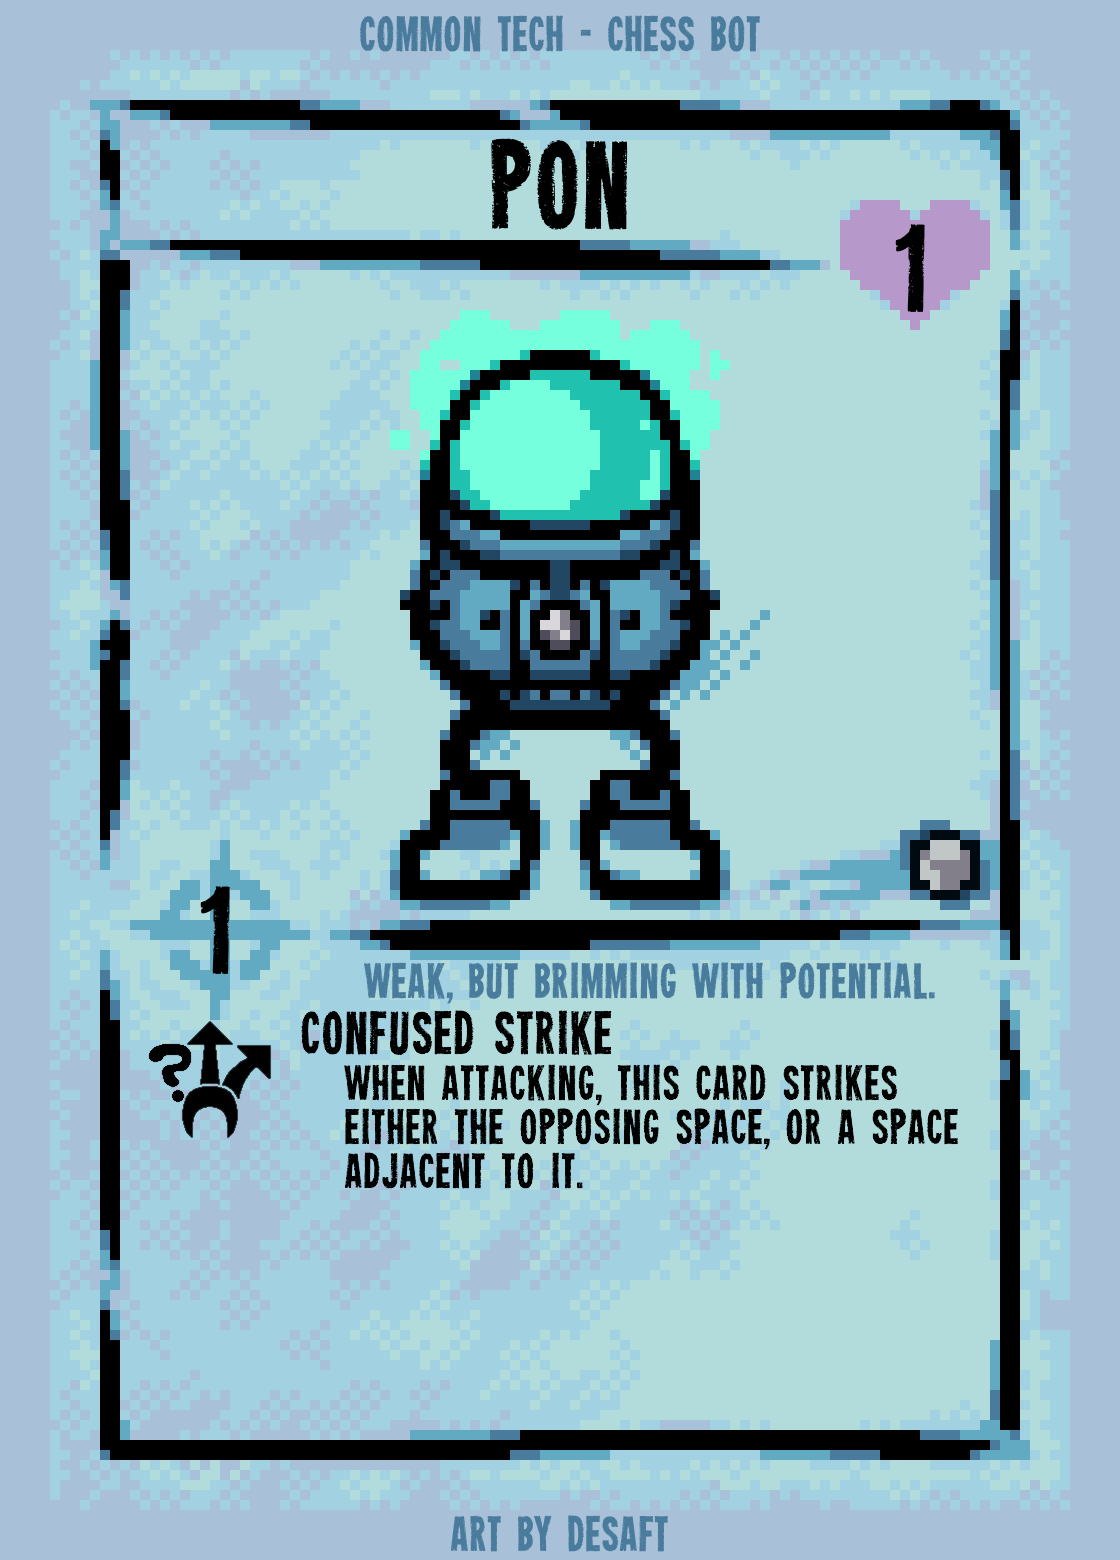 COMMON TECH - CHESS BOT
PON
1
1
WEAK, BUT BRIMMING WITH POTENTIAL.
?
CONFUSED STRIKE
WHEN ATTACKING, THIS CARD STRIKES
EITHER THE OPPOSING SPACE, OR A SPACE
ADJACENT TO IT.
ART BY DESAFT